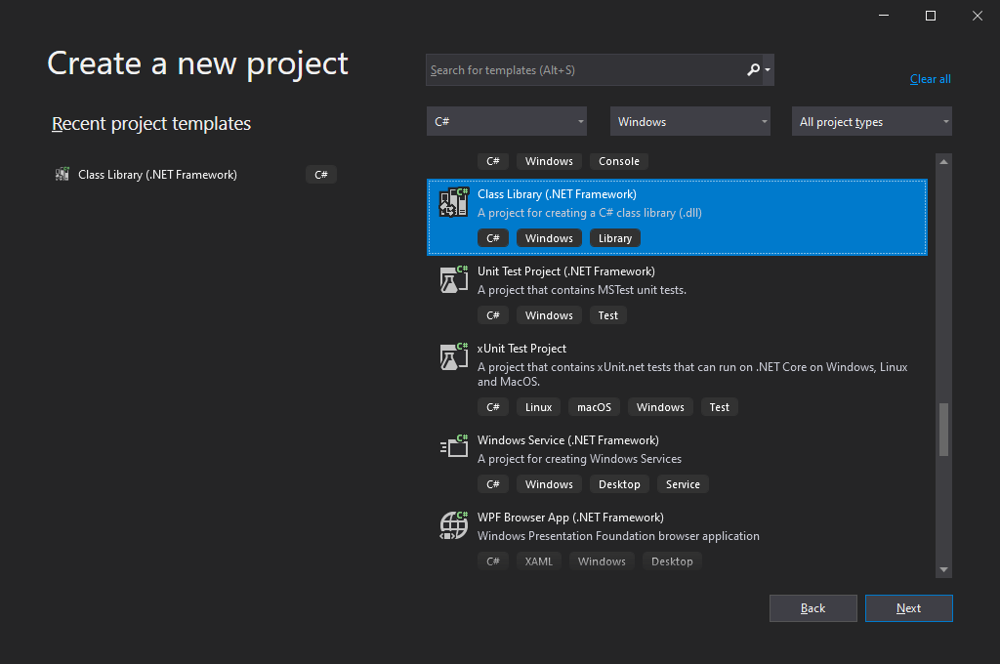 Create a new project
Search for templates (Alt+S)
Clear all
Recent project templates
C#
Windows
All project types
Class Library (.NET Framework)
C#
C# Windows Console
C#
Class Library (.NET Framework)
A project for creating a C# class library (.dll)
C# Windows Library
C#
Unit Test Project (.NET Framework)
A project that contains MSTest unit tests.
C# Windows Test
C#
xUnit Test Project
A project that contains xUnit.net tests that can run on .NET Core on Windows, Linux
and MacOS.
C# Linux macOS Windows Test
C#
Windows Service (.NET Framework)
A project for creating Windows Services
C# Windows Desktop Service
C#
WPF Browser App (.NET Framework)
Windows Presentation Foundation browser application
C# XAML Windows Desktop
Back
Next